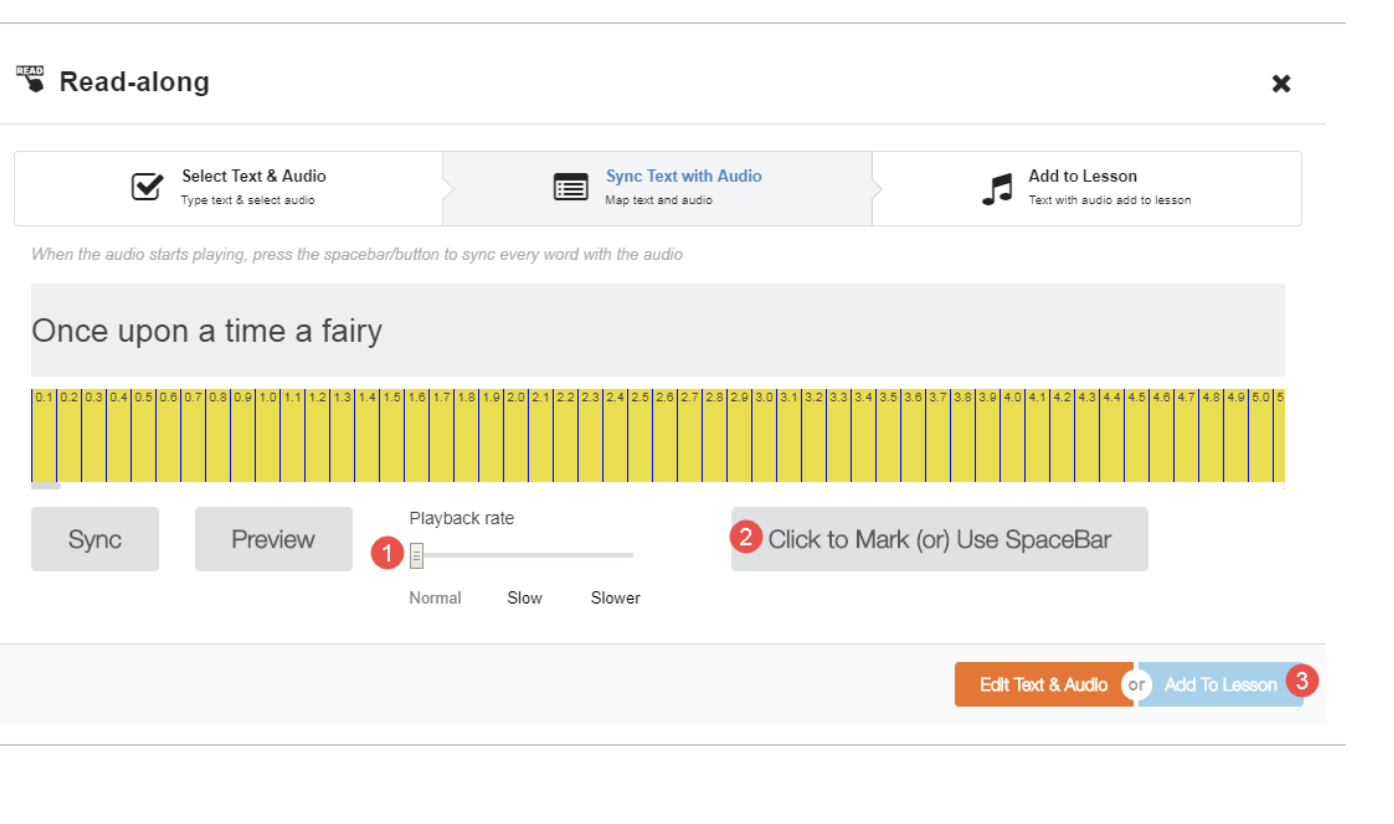 READ
Read-along
Select Text & Audio
Type text & select audio
Sync Text with Audio
Map text and audio
Add to Lesson
Text with audio add to lesson
When the audio starts playing, press the spacebar/button to sync every word with the audio
Once upon a time a fairy
0.1 0.2 0.3 0.4 0.5 0.6 0.7 0.8 0.9 1.0 1.1 1.2 1.3 1.4 1.5 1.6 1.7 1.8 1.9 2.0 2.1 2.2 2.3 2.4 2.5 2.6 2.7 2.8 2.9 3.0 3.1 3.2 3.3 3.4 3.5 3.6 3.7 3.8 3.9 4.0 4.1 4.2 4.3 4.4 4.5 4.6 4.7 4.8 4.9 5.0 5
Sync
Preview
Playback rate
1
Normal Slow Slower
2 Click to Mark (or) Use SpaceBar
Edit Text & Audio or Add To Lesson 3